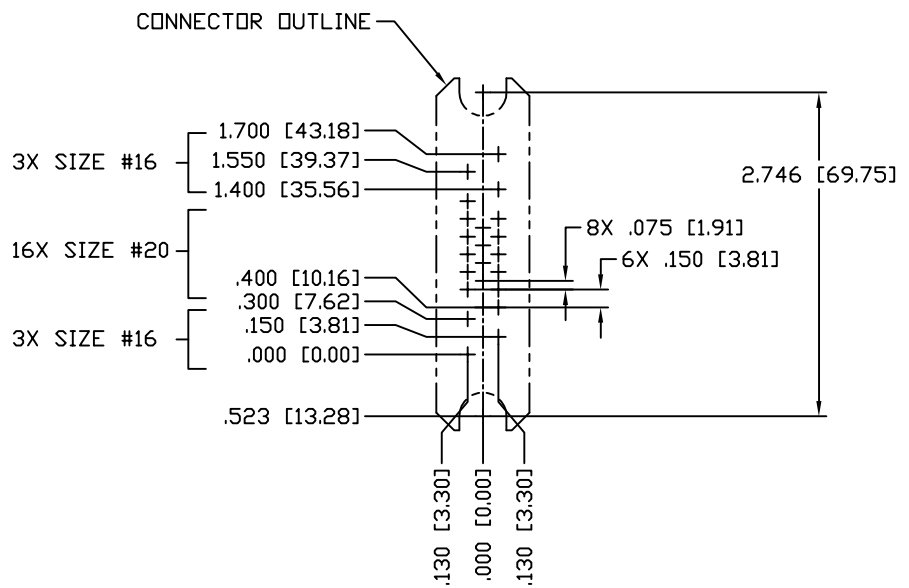 CONNECTOR OUTLINE
1.700 [43.18]
3X SIZE #16
1.550 [39.37]
1.400 [35.56]
2.746 [69.75]
8X .075 [1.91]
16X SIZE #20
6X .150 [3.81]
.400 [10.16]
.300 [7.62]
.150 [3.81]
3X SIZE #16
.000 [0.00]
.523 [13.28]
.130 [3.30]
.000 [0.00]
.130 [3.30]